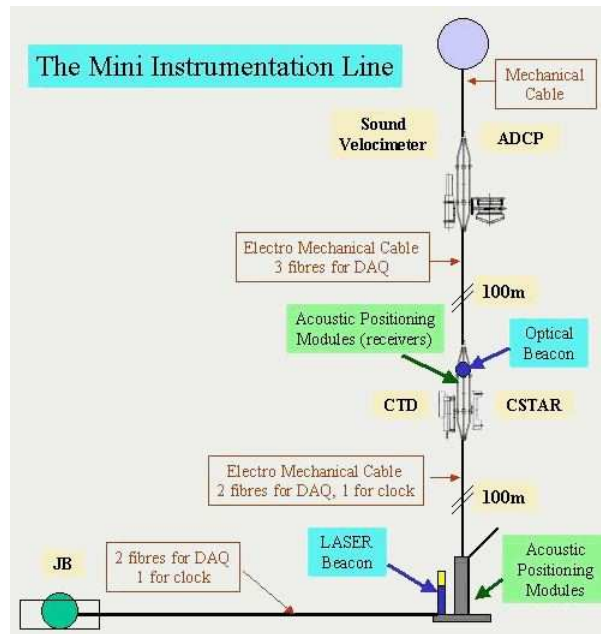 The Mini Instrumentation Line
Mechanical
Cable
Sound
Velocimeter
ADCP
Electro Mechanical Cable
3 fibres for DAQ
100m
Acoustic Positioning
Modules (receivers)
Optical
Beacon
CTD
CSTAR
Electro Mechanical Cable
2 fibres for DAQ, 1 for clock
100m
JB
2 fibres for DAQ
1 for clock
LASER
Beacon
Acoustic
Positioning
Modules